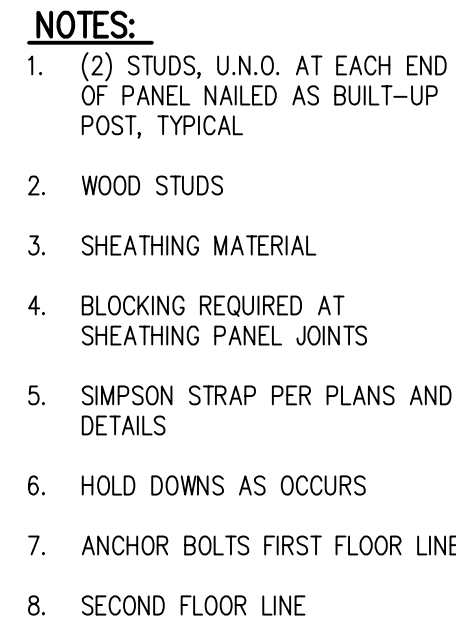 NOTES:
1. (2) STUDS, U.N.O. AT EACH END
OF PANEL NAILED AS BUILT-UP
POST, TYPICAL
2. WOOD STUDS
3. SHEATHING MATERIAL
4. BLOCKING REQUIRED AT
SHEATHING PANEL JOINTS
5. SIMPSON STRAP PER PLANS AND
DETAILS
6. HOLD DOWNS AS OCCURS
7. ANCHOR BOLTS FIRST FLOOR LINE
8. SECOND FLOOR LINE